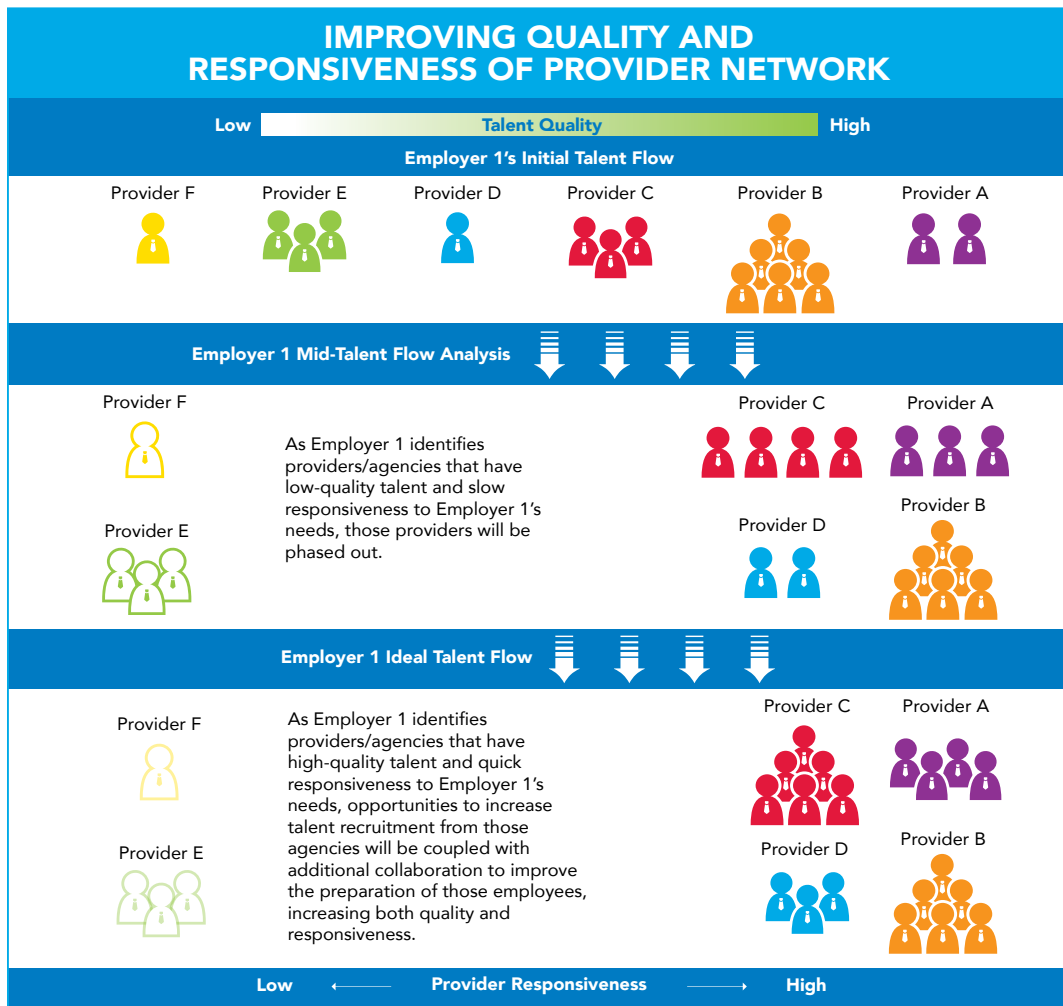 IMPROVING QUALITY AND
RESPONSIVENESS OF PROVIDER NETWORK
Low Talent Quality High
Employer 1's Initial Talent Flow
Provider F Provider E Provider D Provider C Provider B Provider A
Employer 1 Mid-Talent Flow Analysis
Provider F
Provider E
As Employer 1 identifies
providers/agencies that have
low-quality talent and slow
responsiveness to Employer 1's
needs, those providers will be
phased out.
Provider C Provider A
Provider D Provider B
Employer 1 Ideal Talent Flow
Provider F
Provider E
As Employer 1 identifies
providers/agencies that have
high-quality talent and quick
responsiveness to Employer 1's
needs, opportunities to increase
talent recruitment from those
agencies will be coupled with
additional collaboration to improve
the preparation of those employees,
increasing both quality and
responsiveness.
Provider C Provider A
Provider D Provider B
Low Provider Responsiveness High